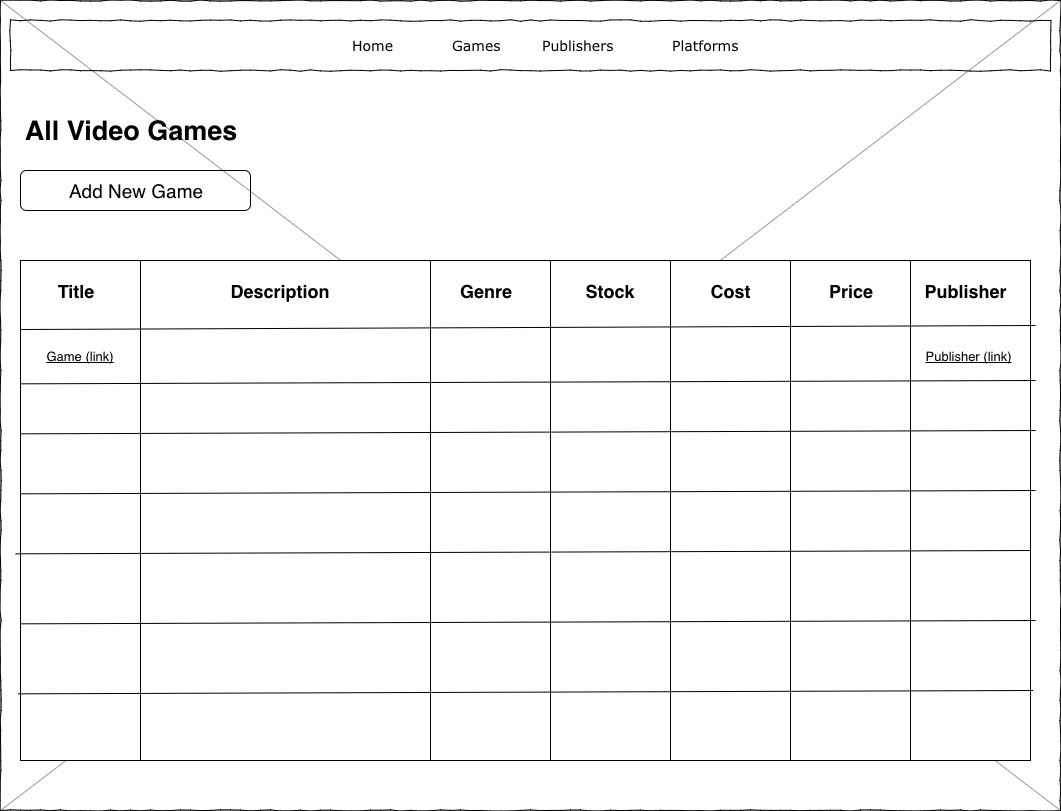 Home Games Publishers Platforms
All Video Games
Add New Game
Title Description Genre Stock Cost Price Publisher
Game (link) Publisher (link)